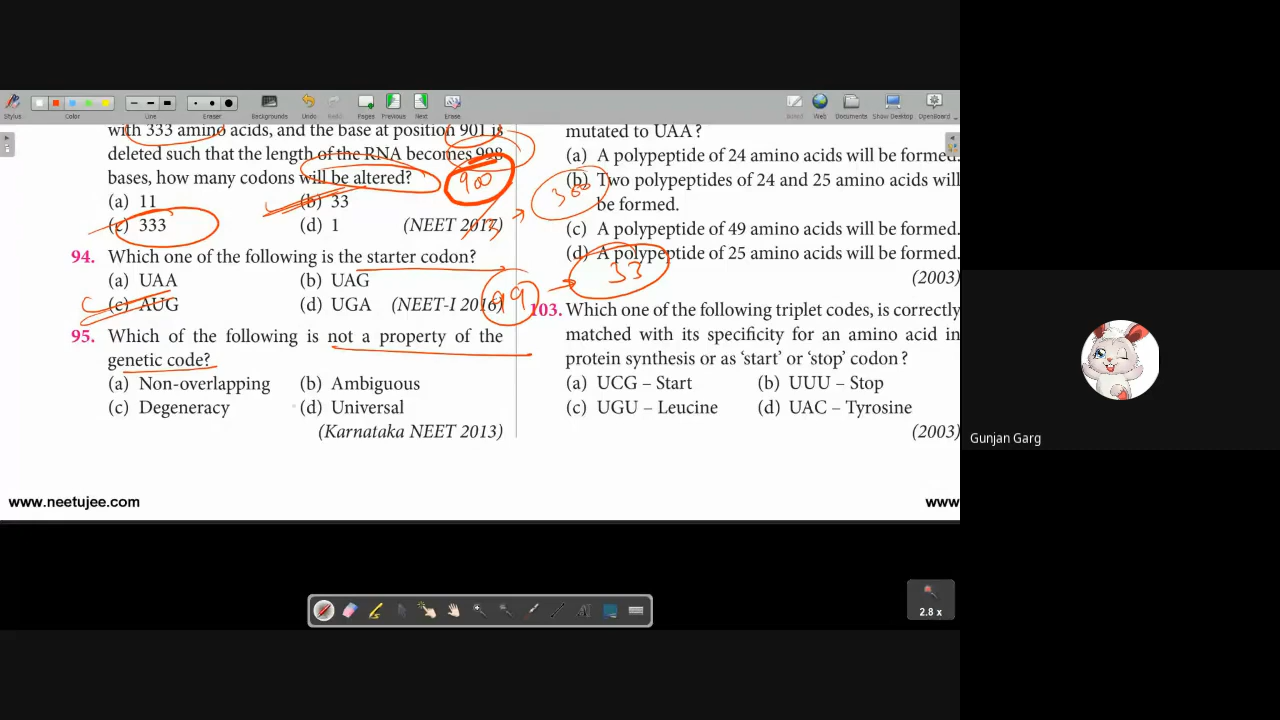 Color
Line
Eraser
Backgrounds
Undo
Redo
Pages
Previous
Next
Erase
Board
Web
Documents
Show Desktop
OpenBoard
with 333 amino acids, and the base at position 901 is
deleted such that the length of the RNA becomes 998
bases, how many codons will be altered?
900
(a) 11
(b) 33
(c) 333
(d) 1
(NEET 2017)
3
300
94. Which one of the following is the starter codon?
(a) UAA
(b) UAG
(c) AUG
(d) UGA
(NEET-I 2016)
99
33
95. Which of the following is not a property of the
genetic code?
(a) Non-overlapping
(b) Ambiguous
(c) Degeneracy
(d) Universal
(Karnataka NEET 2013)
mutated to UAA?
(a) A polypeptide of 24 amino acids will be formed.
(b) Two polypeptides of 24 and 25 amino acids will
be formed.
(c) A polypeptide of 49 amino acids will be formed.
(d) A polypeptide of 25 amino acids will be formed.
(2003)
103. Which one of the following triplet codes, is correctly
matched with its specificity for an amino acid in
protein synthesis or as ‘start’ or ‘stop’ codon?
(a) UCG – Start
(b) UUU – Stop
(c) UGU – Leucine
(d) UAC – Tyrosine
(2003)
www.neetujee.com
www.
2.8 x
Gunjan Garg